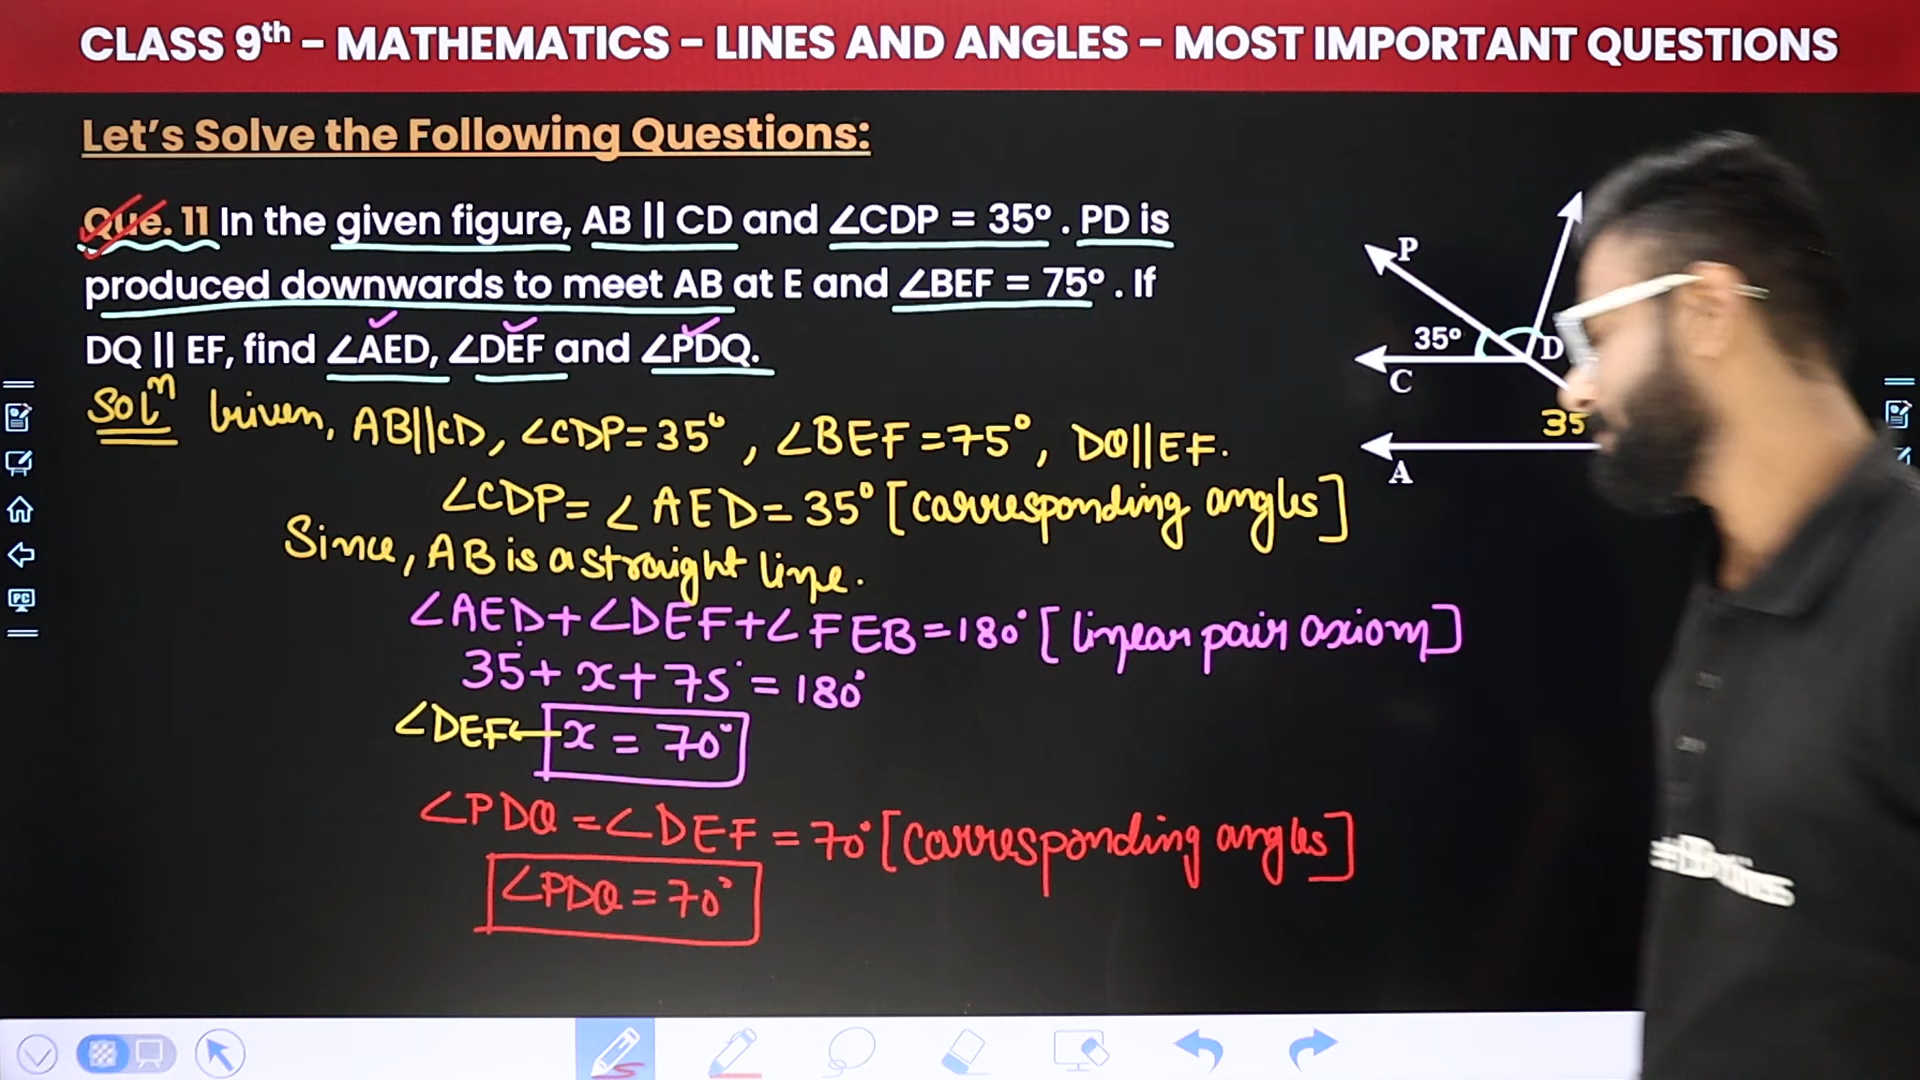 CLASS 9th – MATHEMATICS – LINES AND ANGLES – MOST IMPORTANT QUESTIONS
Let's Solve the Following Questions:
Que. 11 In the given figure, AB || CD and ∠CDP = 35º . PD is
produced downwards to meet AB at E and ∠BEF = 75º . If
DQ || EF, find ∠AED, ∠DEF and ∠PDQ.
P
35º
D
C
35
A
Solⁿ Given, AB||CD, ∠CDP=35°, ∠BEF=75°, DQ||EF.
∠CDP=∠AED=35° [corresponding angles]
Since, AB is a straight line.
∠AED+∠DEF+∠FEB=180° [linear pair axiom]
35°+x+75°=180°
∠DEF← x = 70°
∠PDQ=∠DEF=70° [corresponding angles]
∠PDQ=70°
PC